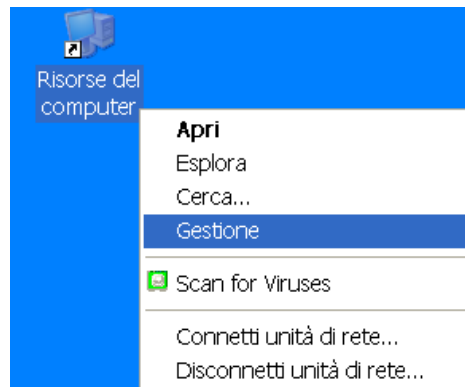 Risorse del
computer
Apri
Esplora
Cerca...
Gestione
Scan for Viruses
Connetti unità di rete...
Disconnetti unità di rete...